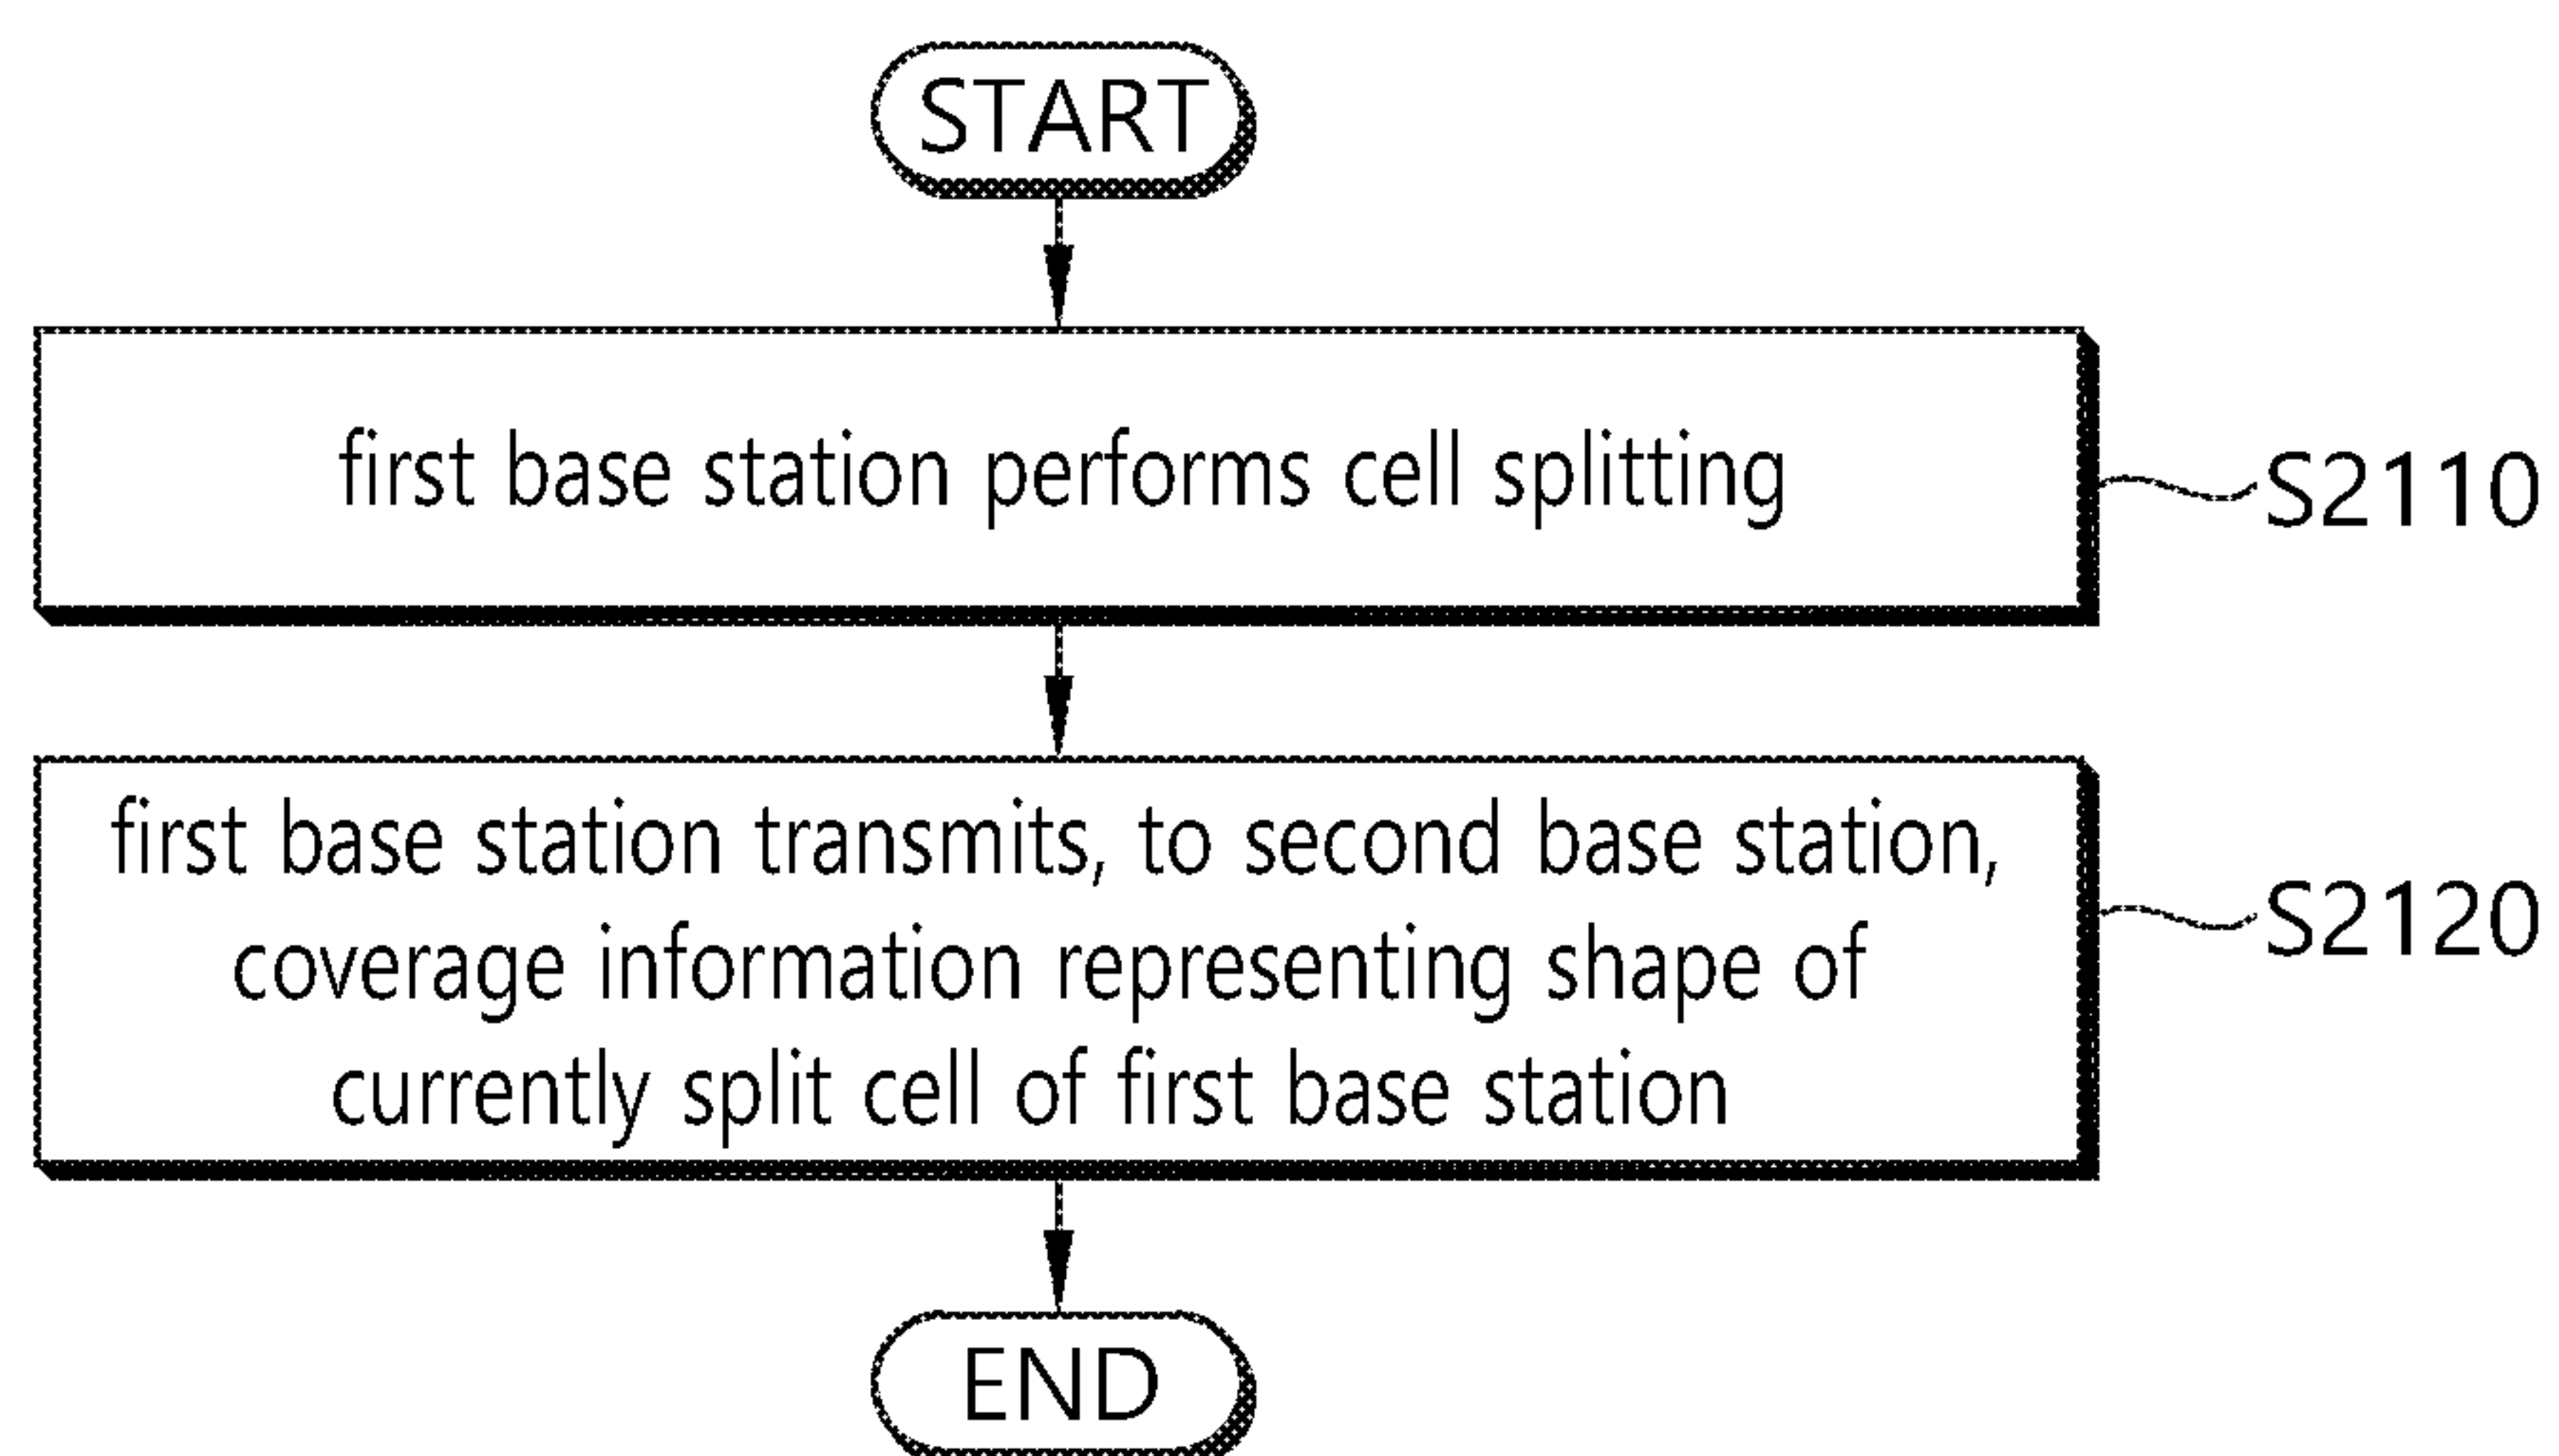 START
first base station performs cell splitting
S2110
first base station transmits, to second base station,
coverage information representing shape of
currently split cell of first base station
S2120
END